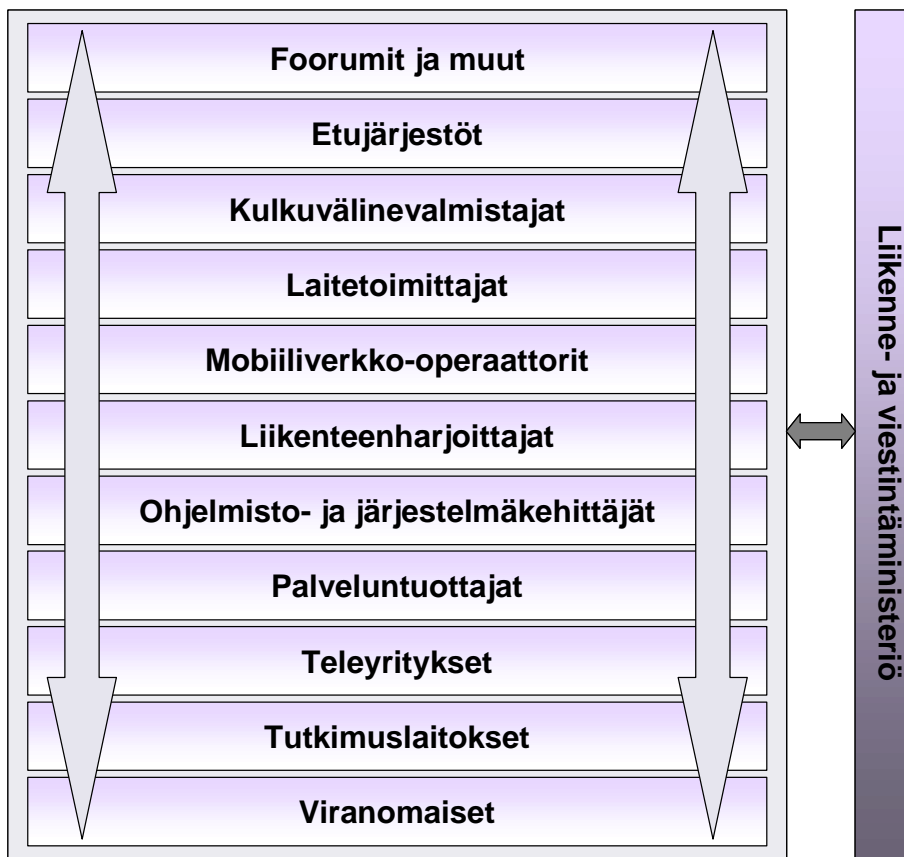 Foorumit ja muut
Etujärjestöt
Kulkuvälinevalmistajat
Laitetoimittajat
Mobiiliverkko-operaattorit
Liikenteenharjoittajat
Ohjelmisto- ja järjestelmäkehittäjät
Palveluntuottajat
Teleyritykset
Tutkimuslaitokset
Viranomaiset
Liikenne- ja viestintäministeriö